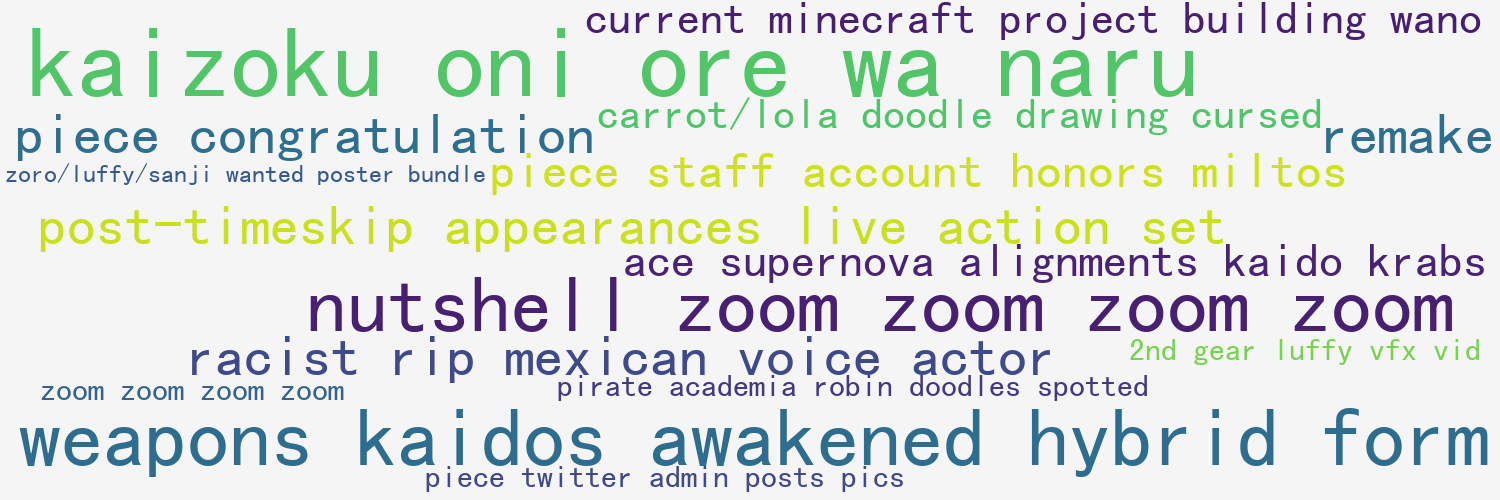 current minecraft project building wano
kaizoku oni ore wa naru
carrot/lola doodle drawing cursed
piece congratulation
remake
zoro/luffy/sanji wanted poster bundle
piece staff account honors miltos
post-timeskip appearances live action set
ace supernova alignments kaido krabs
nutshell zoom zoom zoom zoom
racist rip mexican voice actor
2nd gear luffy vfx vid
zoom zoom zoom zoom
pirate academia robin doodles spotted
weapons kaidos awakened hybrid form
piece twitter admin posts pics